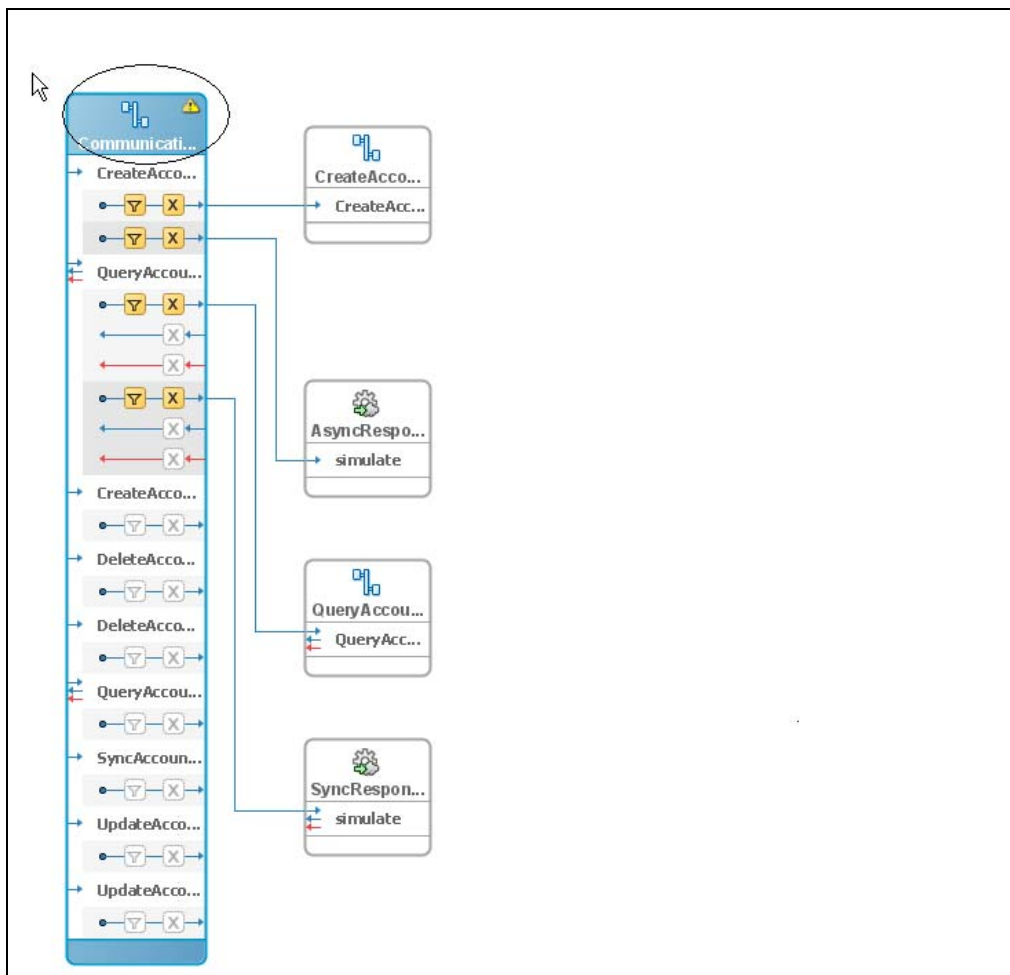 Communicati...
CreateAcco...
QueryAccou...
CreateAcco...
DeleteAcco...
DeleteAcco...
QueryAccou...
SyncAccoun...
UpdateAcco...
UpdateAcco...
CreateAcco...
CreateAcc...
AsyncRespo...
simulate
QueryAccou...
QueryAcc...
SyncRespon...
simulate